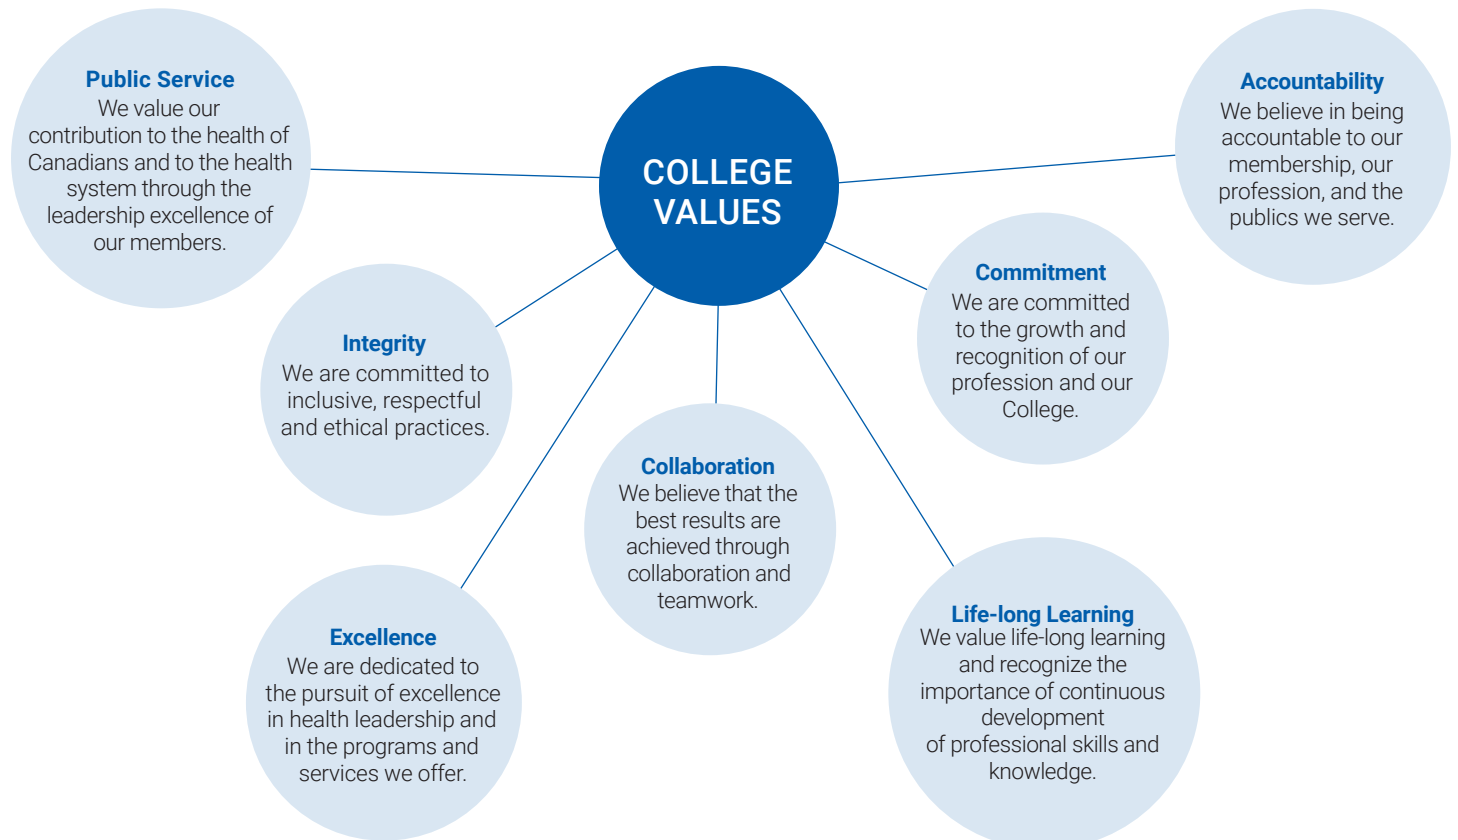 COLLEGE
VALUES
Public Service
We value our
contribution to the health of
Canadians and to the health
system through the
leadership excellence of
our members.
Integrity
We are committed to
inclusive, respectful
and ethical practices.
Excellence
We are dedicated to
the pursuit of excellence
in health leadership and
in the programs and
services we offer.
Collaboration
We believe that the
best results are
achieved through
collaboration and
teamwork.
Life-long Learning
We value life-long learning
and recognize the
importance of continuous
development
of professional skills and
knowledge.
Commitment
We are committed
to the growth and
recognition of our
profession and our
College.
Accountability
We believe in being
accountable to our
membership, our
profession, and the
publics we serve.